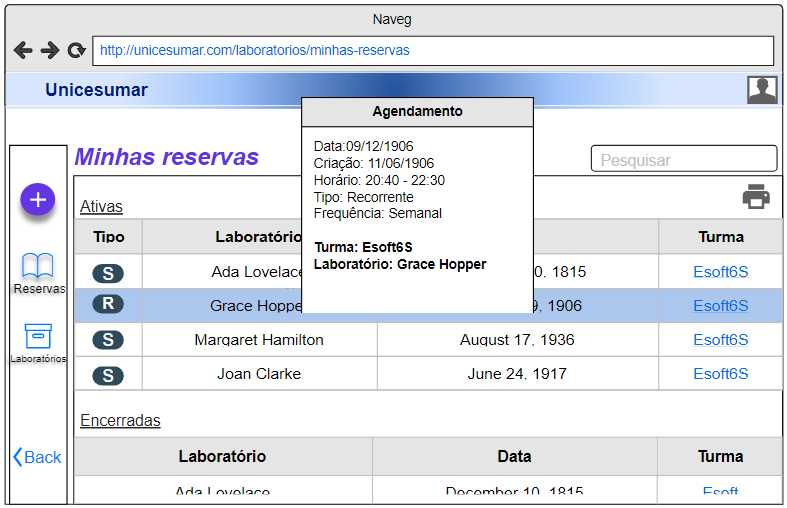 Naveg
http://unicesumar.com/laboratorios/minhas-reservas
Unicesumar
Agendamento
Data:09/12/1906
Criação: 11/06/1906
Horário: 20:40 - 22:30
Tipo: Recorrente
Frequência: Semanal
Turma: Esoft6S
Laboratório: Grace Hopper
Minhas reservas
Pesquisar
Ativas
Tipo Laboratório Turma
S Ada Lovelace 0, 1815 Esoft6S
R Grace Hoppe 9, 1906 Esoft6S
S Margaret Hamilton August 17, 1936 Esoft6S
S Joan Clarke June 24, 1917 Esoft6S
Reservas
Laboratórios
Back
Encerradas
Laboratório Data Turma
Ada Lovelace December 10, 1815 Esoft